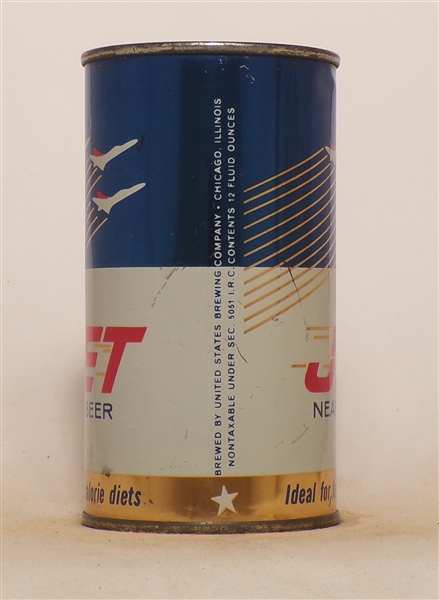 BREWED BY UNITED STATES BREWING COMPANY • CHICAGO, ILLINOIS
NONTAXABLE UNDER SEC. 5051 I.R.C. CONTENTS 12 FLUID OUNCES
ET
BEER
alorie diets
J
NEA
Ideal for